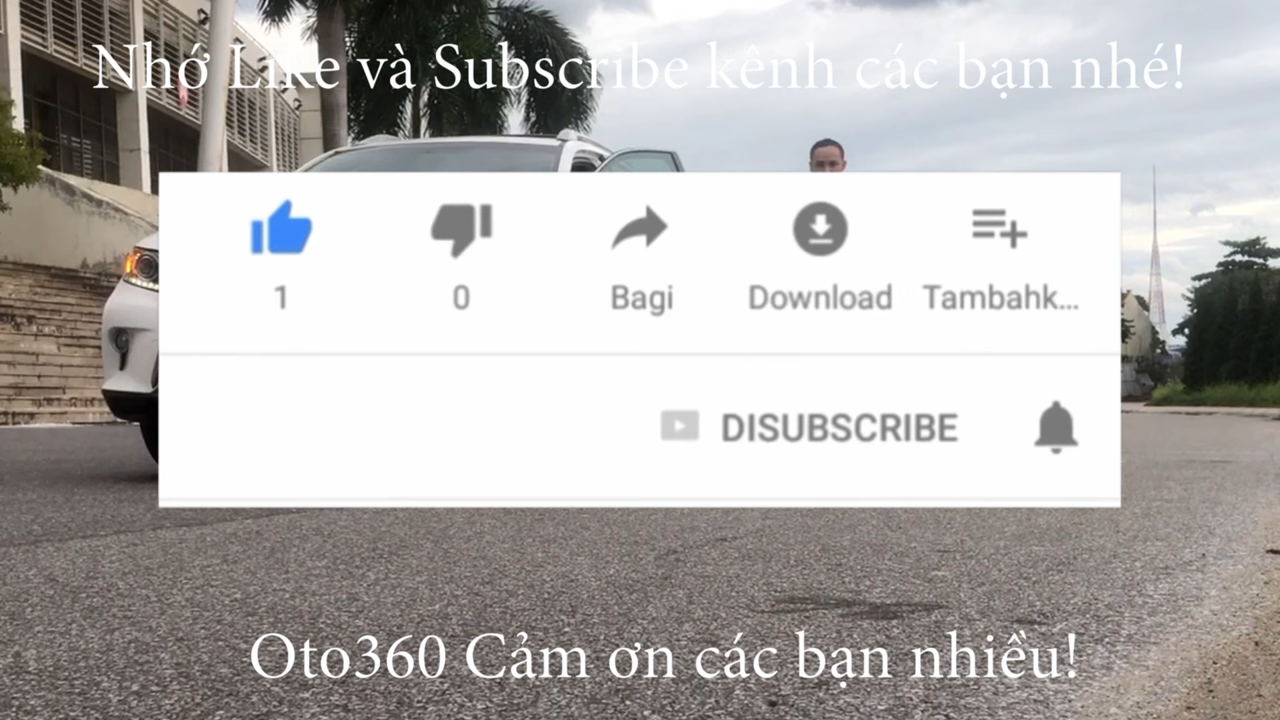 Nhớ Like và Subscribe kênh các bạn nhé!
1 0 Bagi Download Tambahk...
DISUBSCRIBE
Oto360 Cảm ơn các bạn nhiều!